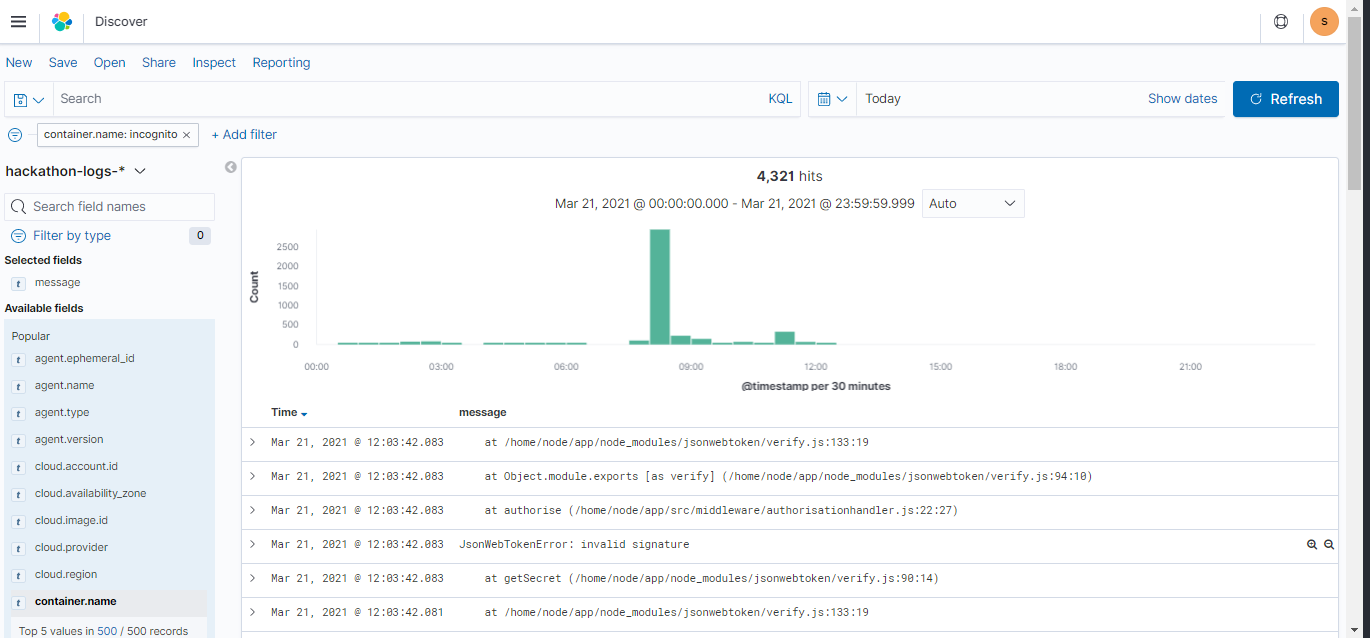 Discover
S
New Save Open Share Inspect Reporting
Search KQL Today Show dates Refresh
container.name: incognito × + Add filter
hackathon-logs-*
Search field names
Filter by type 0
Selected fields
t message
Available fields
Popular
t agent.ephemeral_id
t agent.name
t agent.type
t agent.version
t cloud.account.id
t cloud.availability_zone
t cloud.image.id
t cloud.provider
t cloud.region
t container.name
Top 5 values in 500 / 500 records
4,321 hits
Mar 21, 2021 @ 00:00:00.000 - Mar 21, 2021 @ 23:59:59.999 Auto
Count
2500
2000
1500
1000
500
0
00:00 03:00 06:00 09:00 12:00 15:00 18:00 21:00
@timestamp per 30 minutes
Time message
Mar 21, 2021 @ 12:03:42.083 at /home/node/app/node_modules/jsonwebtoken/verify.js:133:19
Mar 21, 2021 @ 12:03:42.083 at Object.module.exports [as verify] (/home/node/app/node_modules/jsonwebtoken/verify.js:94:10)
Mar 21, 2021 @ 12:03:42.083 at authorise (/home/node/app/src/middleware/authorisationhandler.js:22:27)
Mar 21, 2021 @ 12:03:42.083 JsonWebTokenError: invalid signature
Mar 21, 2021 @ 12:03:42.083 at getSecret (/home/node/app/node_modules/jsonwebtoken/verify.js:90:14)
Mar 21, 2021 @ 12:03:42.081 at /home/node/app/node_modules/jsonwebtoken/verify.js:133:19